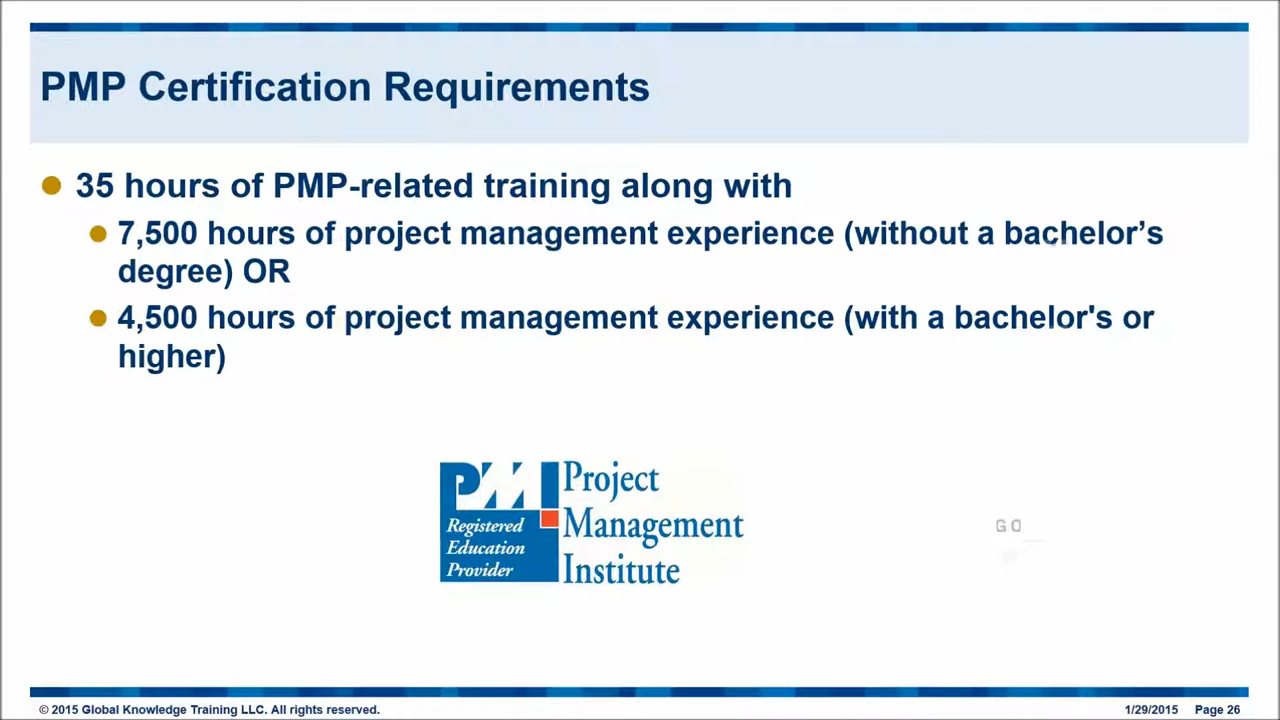 PMP Certification Requirements
35 hours of PMP-related training along with
7,500 hours of project management experience (without a bachelor’s
degree) OR
4,500 hours of project management experience (with a bachelor's or
higher)
PMI
Registered
Education
Provider
Project
Management
Institute
GO
© 2015 Global Knowledge Training LLC. All rights reserved.
1/29/2015 Page 26